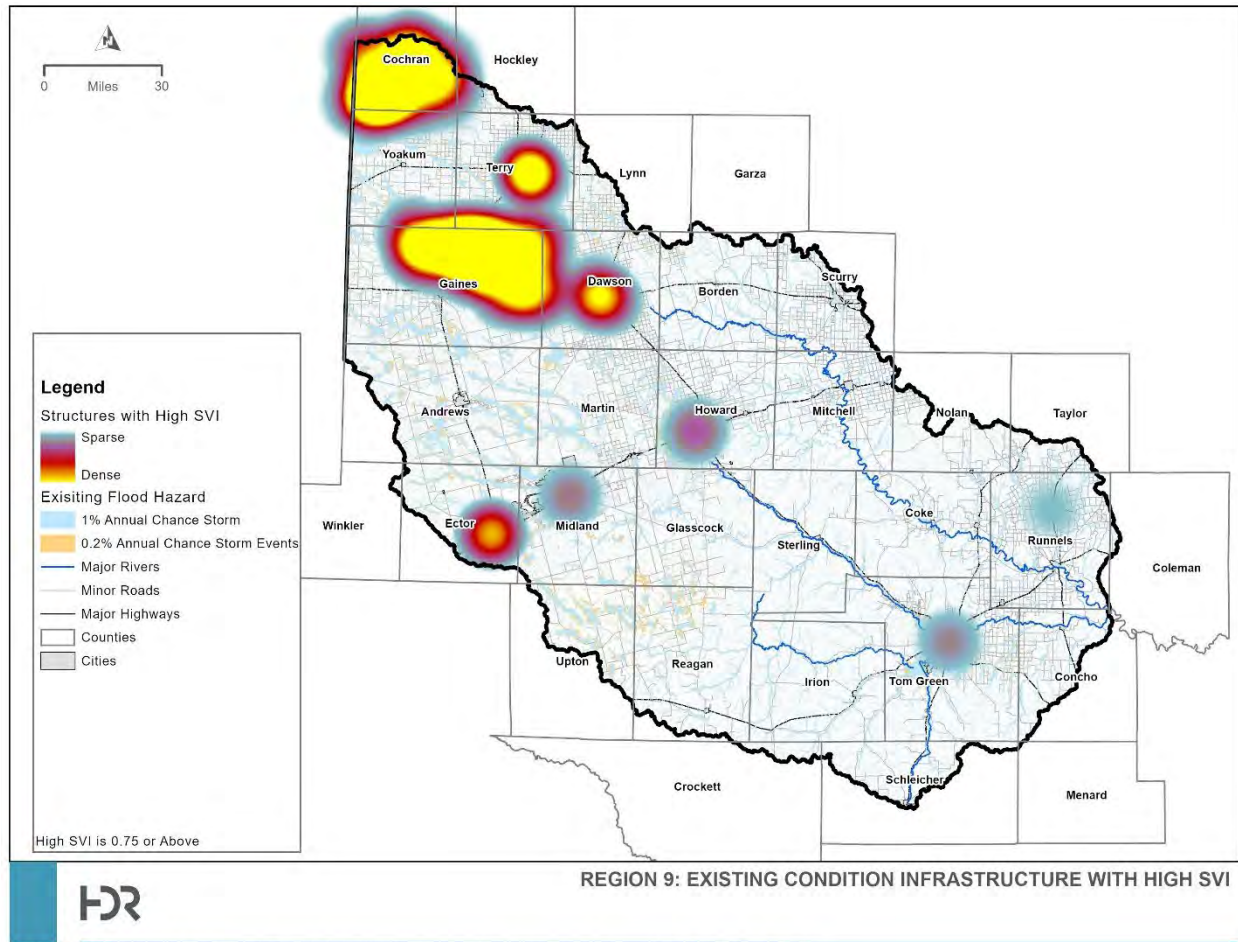 N
0
30
Miles
Cochran
Hockley
Yoakum
Terry
Lynn
Garza
Gaines
Dawson
Borden
Scurry
Andrews
Martin
Howard
Mitchell
Nolan
Taylor
Winkler
Ector
Midland
Glasscock
Sterling
Coke
Runnels
Coleman
Upton
Reagan
Irion
Tom Green
Concho
Crockett
Schleicher
Menard
Legend
Structures with High SVI
Sparse
Dense
Exisiting Flood Hazard
1% Annual Chance Storm
0.2% Annual Chance Storm Events
Major Rivers
Minor Roads
Major Highways
Counties
Cities
High SVI is 0.75 or Above
REGION 9: EXISTING CONDITION INFRASTRUCTURE WITH HIGH SVI
HDR